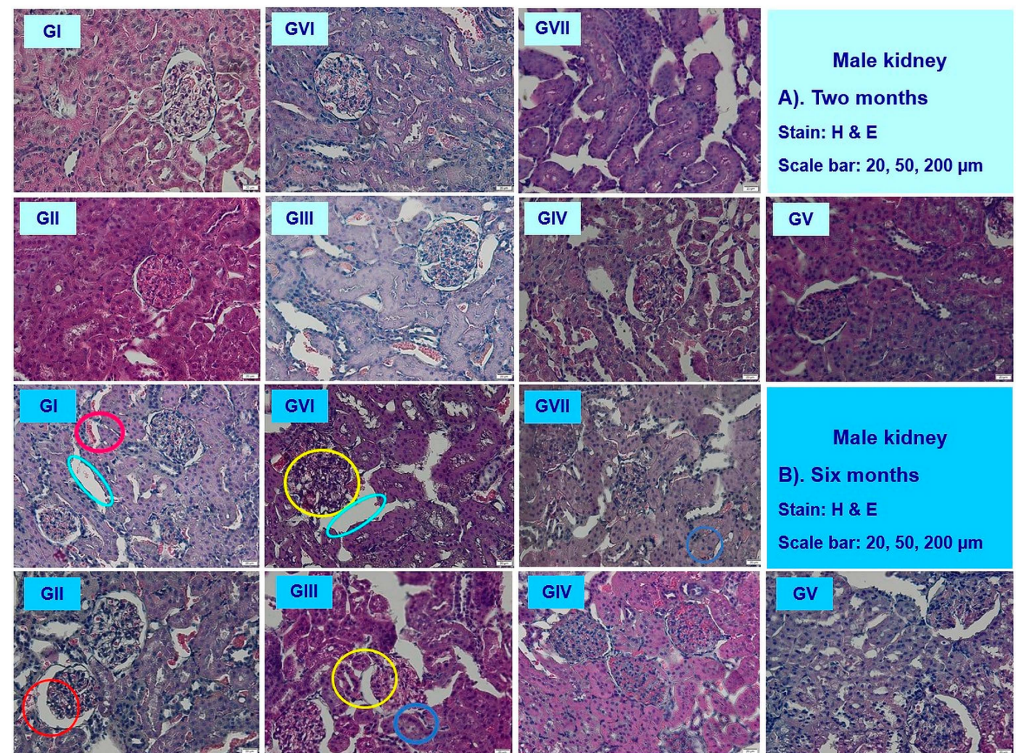 GI
GVI
GVII
Male kidney
A). Two months
Stain: H & E
Scale bar: 20, 50, 200 µm
GII
GIII
GIV
GV
GI
GVI
GVII
Male kidney
B). Six months
Stain: H & E
Scale bar: 20, 50, 200 µm
GII
GIII
GIV
GV